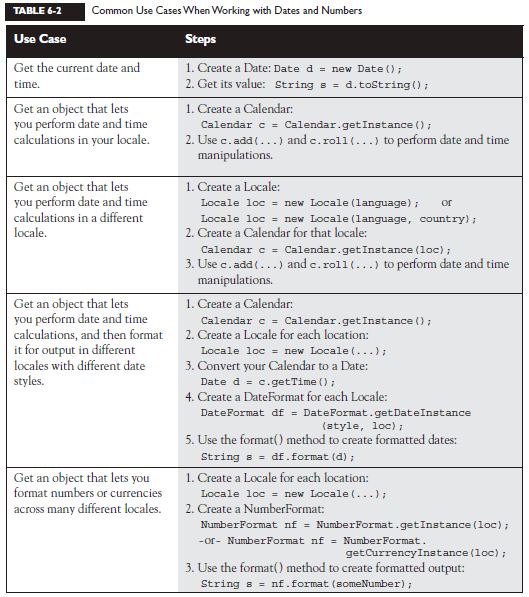 TABLE 6-2 Common Use Cases When Working with Dates and Numbers
Use Case
Steps
Get the current date and
time.
1. Create a Date: Date d = new Date();
2. Get its value: String s = d.toString();
Get an object that lets
you perform date and time
calculations in your locale.
1. Create a Calendar:
Calendar c = Calendar.getInstance();
2. Use c.add(...) and c.roll(...) to perform date and time
manipulations.
Get an object that lets
you perform date and time
calculations in a different
locale.
1. Create a Locale:
Locale loc = new Locale(language); or
Locale loc = new Locale(language, country);
2. Create a Calendar for that locale:
Calendar c = Calendar.getInstance(loc);
3. Use c.add(...) and c.roll(...) to perform date and time
manipulations.
Get an object that lets
you perform date and time
calculations, and then format
it for output in different
locales with different date
styles.
1. Create a Calendar:
Calendar c = Calendar.getInstance();
2. Create a Locale for each location:
Locale loc = new Locale(...);
3. Convert your Calendar to a Date:
Date d = c.getTime();
4. Create a DateFormat for each Locale:
DateFormat df = DateFormat.getDateInstance
(style, loc);
5. Use the format() method to create formatted dates:
String s = df.format(d);
Get an object that lets you
format numbers or currencies
across many different locales.
1. Create a Locale for each location:
Locale loc = new Locale(...);
2. Create a NumberFormat:
NumberFormat nf = NumberFormat.getInstance(loc);
-or- NumberFormat nf = NumberFormat.
getCurrencyInstance(loc);
3. Use the format() method to create formatted output:
String s = nf.format(someNumber);